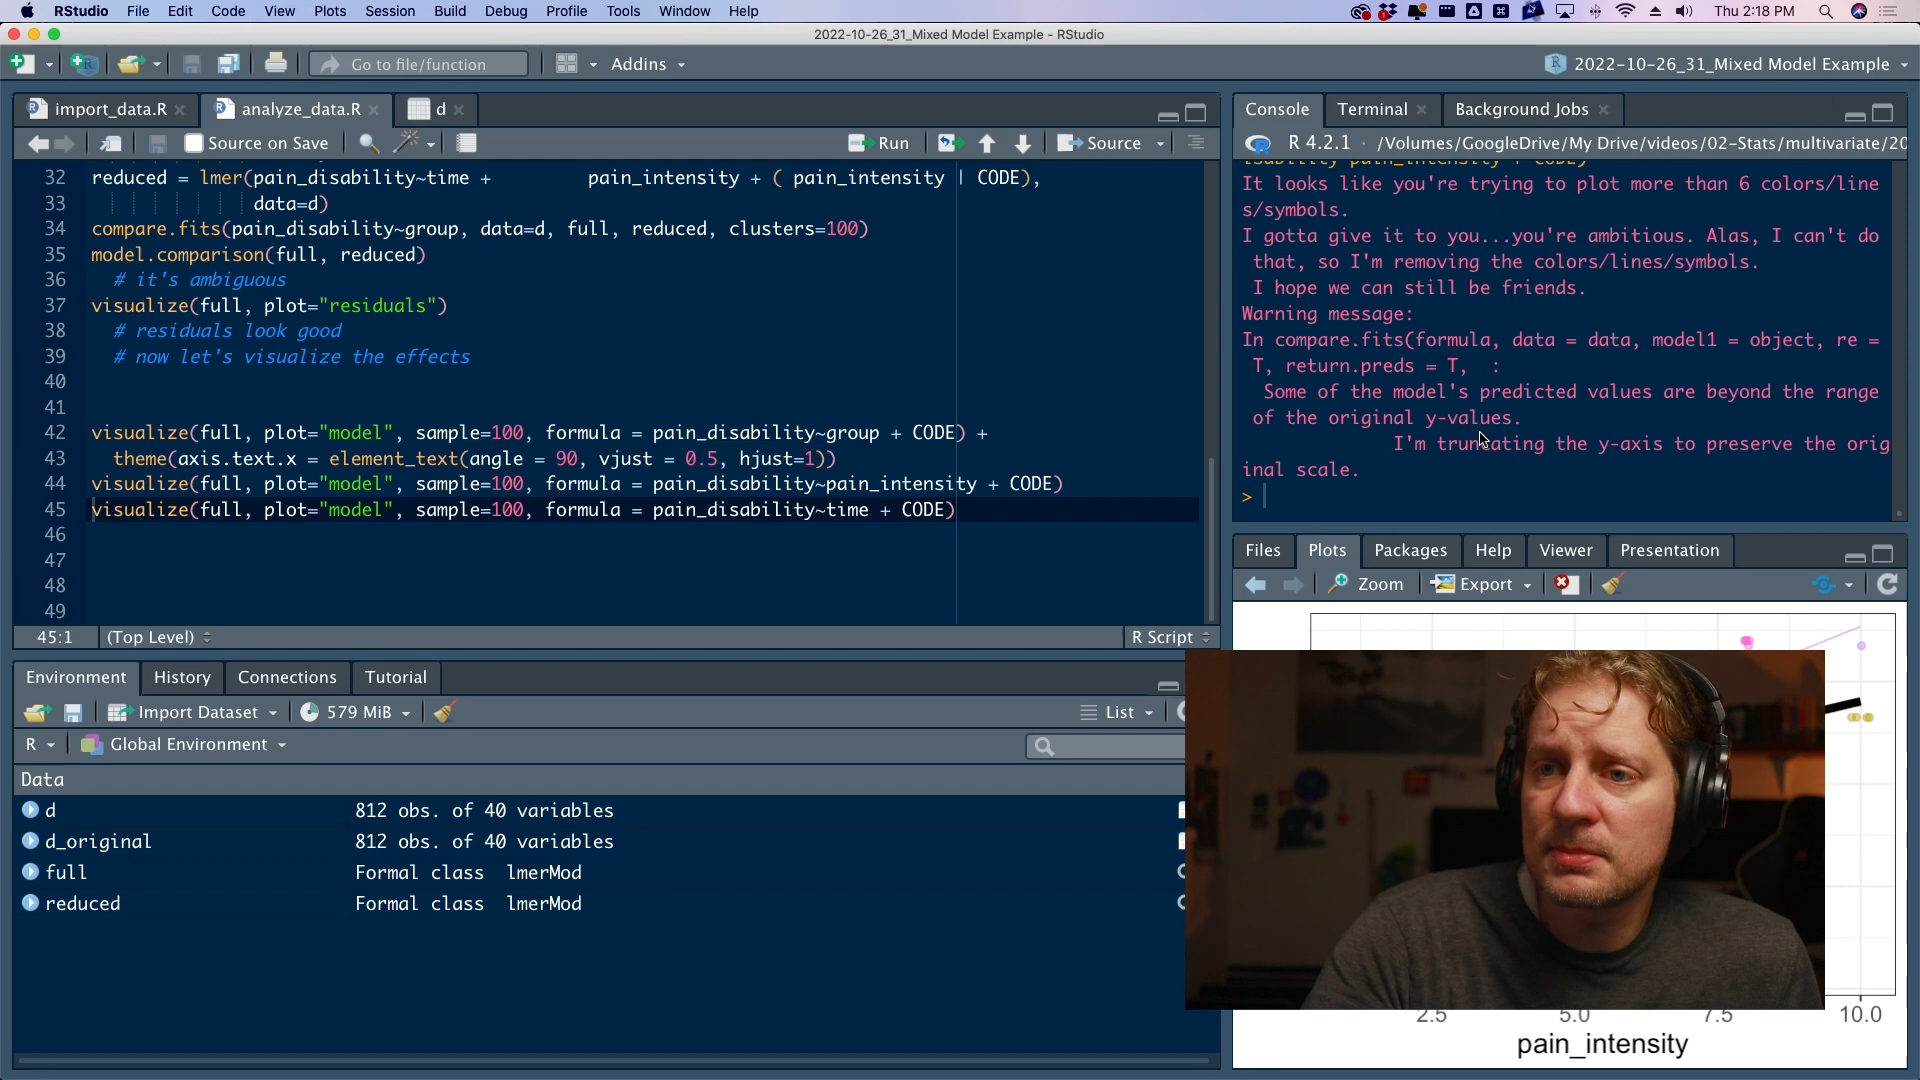 RStudio File Edit Code View Plots Session Build Debug Profile Tools Window Help Thu 2:18 PM
2022-10-26_31_Mixed Model Example - RStudio
Go to file/function Addins 2022-10-26_31_Mixed Model Example
import_data.R analyze_data.R d
Source on Save Run Source
32 reduced = lmer(pain_disability~time + pain_intensity + ( pain_intensity | CODE),
33 data=d)
34 compare.fits(pain_disability~group, data=d, full, reduced, clusters=100)
35 model.comparison(full, reduced)
36 # it's ambiguous
37 visualize(full, plot="residuals")
38 # residuals look good
39 # now let's visualize the effects
40
41
42 visualize(full, plot="model", sample=100, formula = pain_disability~group + CODE) +
43 theme(axis.text.x = element_text(angle = 90, vjust = 0.5, hjust=1))
44 visualize(full, plot="model", sample=100, formula = pain_disability~pain_intensity + CODE)
45 visualize(full, plot="model", sample=100, formula = pain_disability~time + CODE)
46
47
48
49
45:1 (Top Level) R Script
Environment History Connections Tutorial
Import Dataset 579 MiB List
R Global Environment
Data
d 812 obs. of 40 variables
d_original 812 obs. of 40 variables
full Formal class lmerMod
reduced Formal class lmerMod
Console Terminal Background Jobs
R 4.2.1 · /Volumes/GoogleDrive/My Drive/videos/02-Stats/multivariate/20
It looks like you're trying to plot more than 6 colors/line
s/symbols.
I gotta give it to you...you're ambitious. Alas, I can't do
that, so I'm removing the colors/lines/symbols.
I hope we can still be friends.
Warning message:
In compare.fits(formula, data = data, model1 = object, re =
T, return.preds = T, :
Some of the model's predicted values are beyond the range
of the original y-values.
I'm truncating the y-axis to preserve the orig
inal scale.
>
Files Plots Packages Help Viewer Presentation
Zoom Export
2.5 5.0 7.5 10.0
pain_intensity